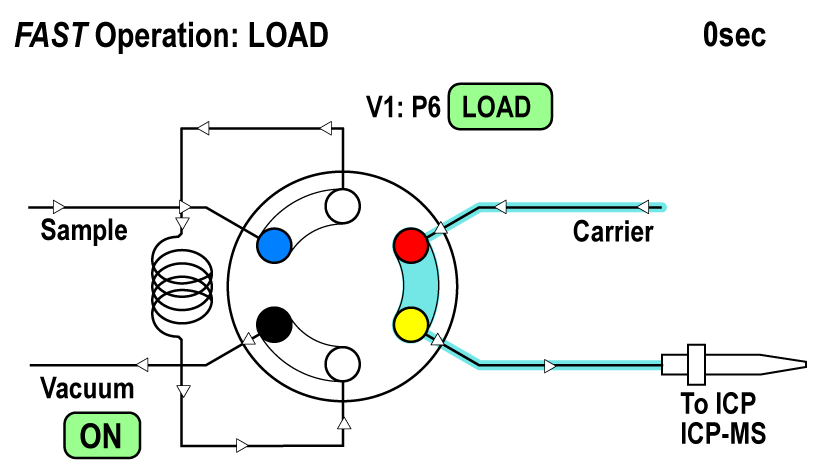 FAST Operation: LOAD
0sec
V1: P6 LOAD
Sample
Carrier
Vacuum
ON
To ICP
ICP-MS